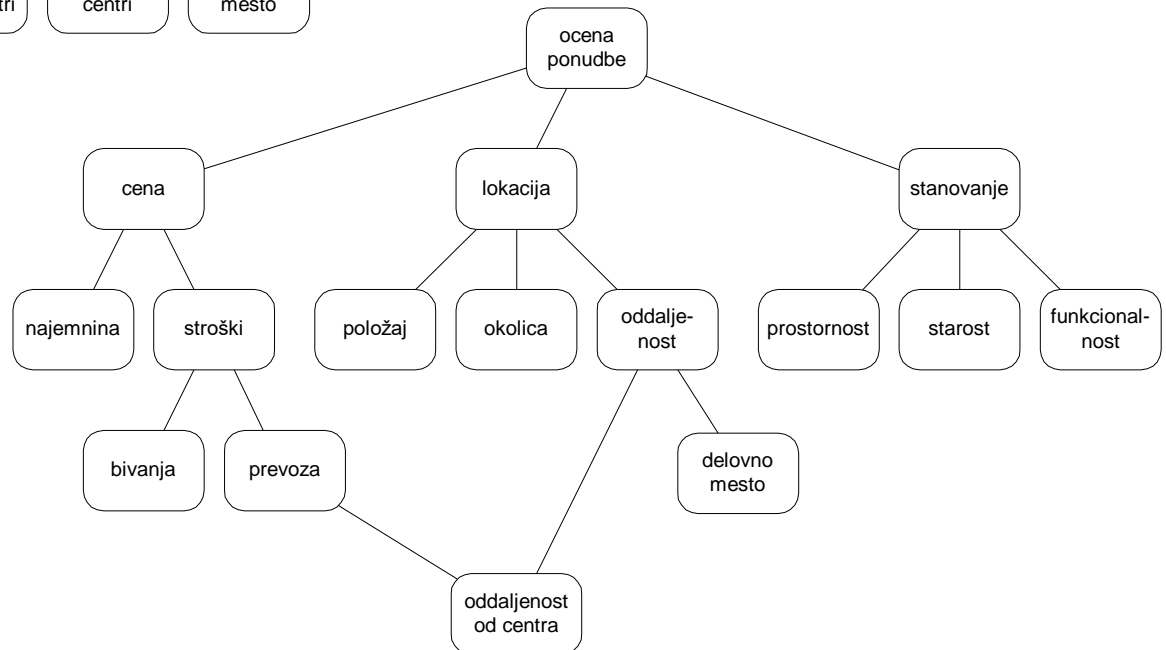 centri
mesto
ocena
ponudbe
cena
lokacija
stanovanje
najemnina
stroški
položaj
okolica
oddalje-
nost
prostornost
starost
funkcional-
nost
bivanja
prevoza
delovno
mesto
oddaljenost
od centra